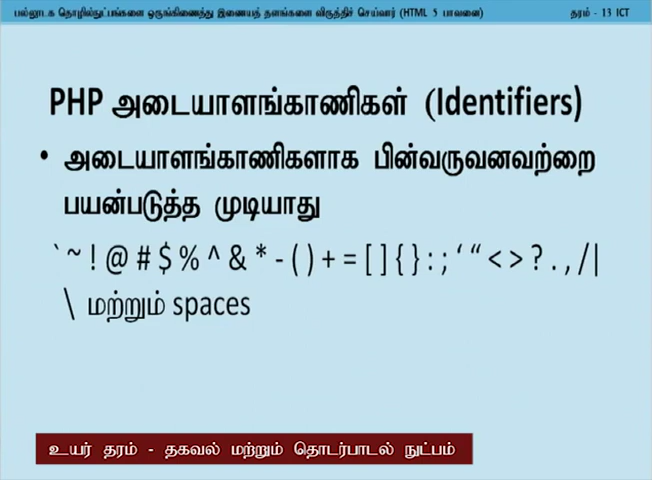 பல்லூடக தொழில்நுட்பங்களை ஒருங்கிணைத்து இணையத் தளங்களை விருத்திச் செய்வார் (HTML 5 பாவனை) தரம் - 13 ICT
PHP அடையாளங்காணிகள் (Identifiers)
• அடையாளங்காணிகளாக பின்வருவனவற்றை
பயன்படுத்த முடியாது
` ~ ! @ # $ % ^ & * - ( ) + = [ ] { } : ; ‘ “ < > ? . , / |
\ மற்றும் spaces
உயர் தரம் - தகவல் மற்றும் தொடர்பாடல் நுட்பம்